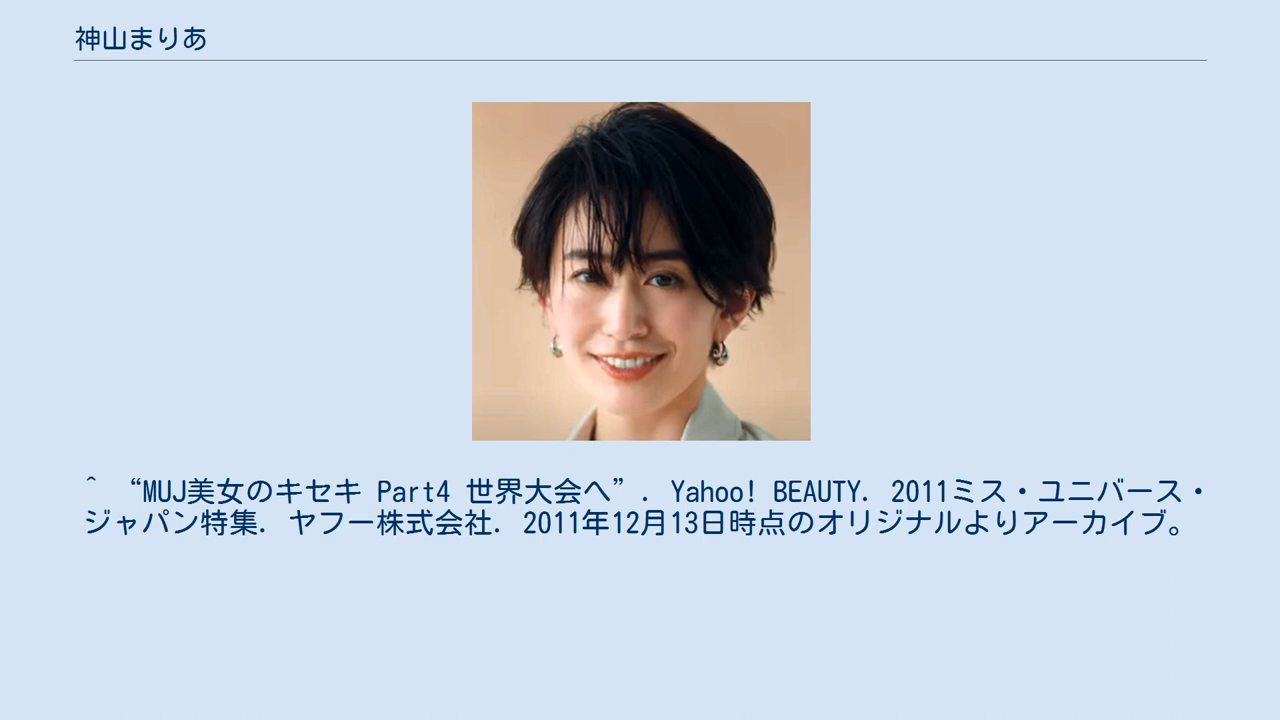 神山まりあ
^ “MUJ美女のキセキ Part4 世界大会へ”. Yahoo! BEAUTY. 2011ミス・ユニバース・
ジャパン特集. ヤフー株式会社. 2011年12月13日時点のオリジナルよりアーカイブ。